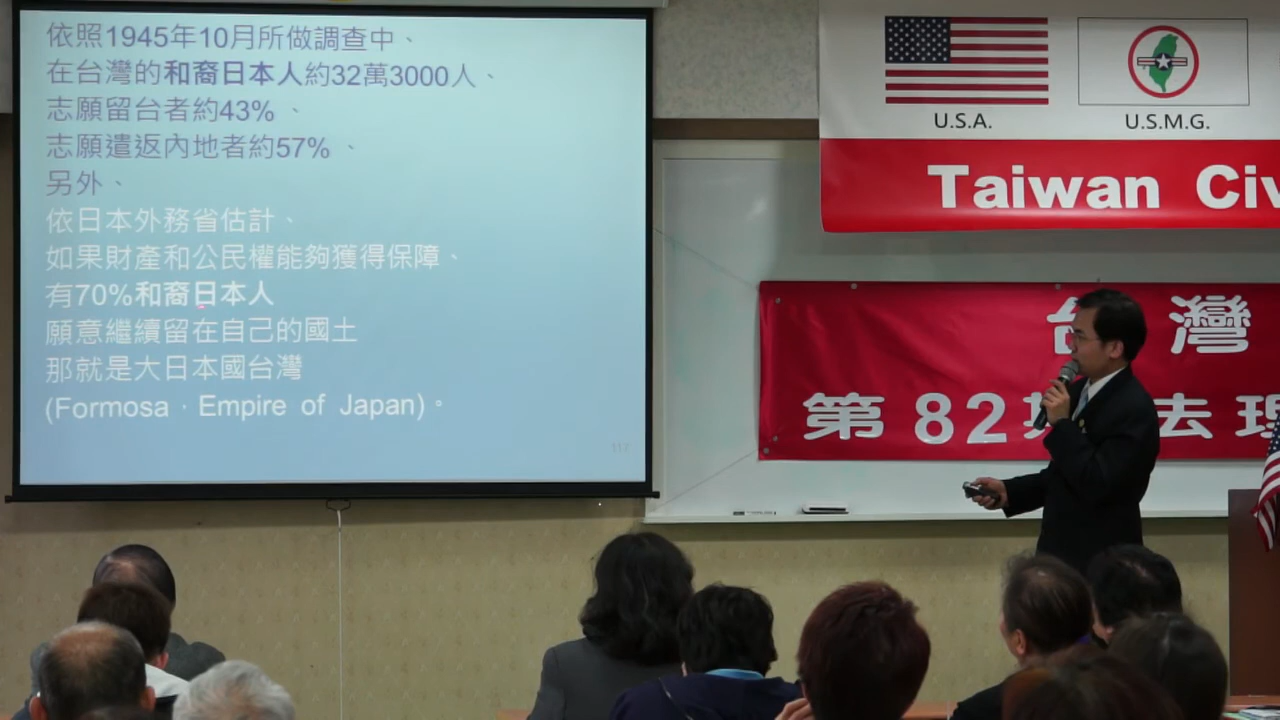 依照1945年10月所做調查中、
在台灣的和裔日本人約32萬3000人、
志願留台者約43% 、
志願遣返內地者約57% 、
另外、
依日本外務省估計、
如果財產和公民權能夠獲得保障、
有70%和裔日本人
願意繼續留在自己的國土
那就是大日本國台灣
(Formosa，Empire of Japan)。
117
U.S.A.
U.S.M.G.
Taiwan Civ
台灣
第82 去理